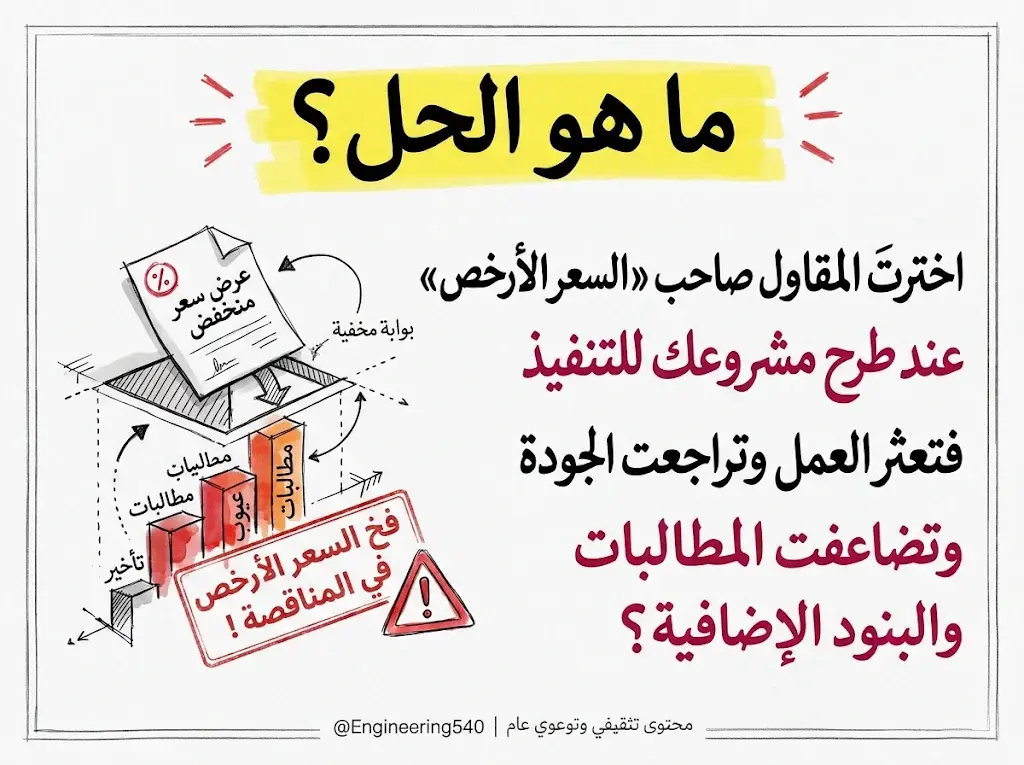 ما هو الحل؟
اخترتَ المقاول صاحب «السعر الأرخص»
عند طرح مشروعك للتنفيذ
فتعثر العمل وتراجعت الجودة
وتضاعفت المطالبات
والبنود الإضافية؟
%
عرض سعر
منخفض
بوابة مخفية
مطالبات
مطالبات
تأخير
عيوب
مطالبات
فخ السعر الأرخص
في المناقصة !
!
محتوى تثقيفي وتوعوي عام | @Engineering540